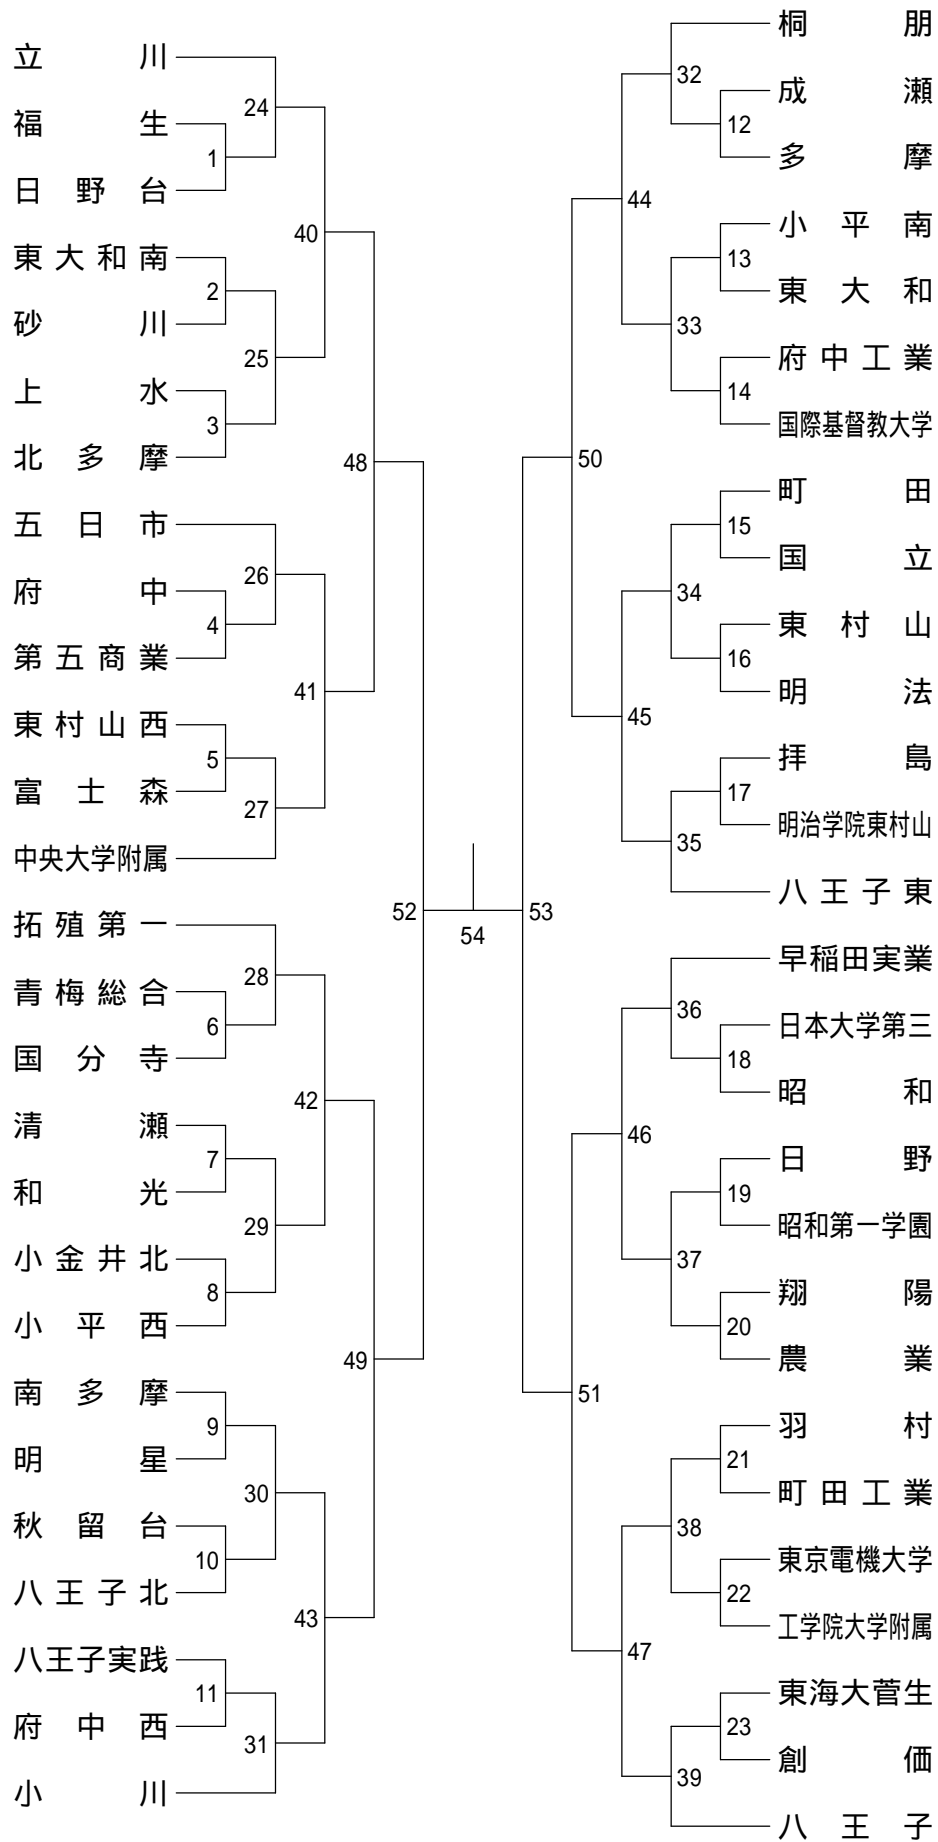 立川
福生
日野台
東大和南
砂川
上水
北多摩
五日市
府中
第五商業
東村山西
富士森
中央大学附属
拓殖第一
青梅総合
国分寺
清瀬
和光
小金井北
小平西
南多摩
明星
秋留台
八王子北
八王子実践
府中西
小川
24
1
40
2
25
3
48
26
4
41
5
27
52
28
6
42
7
29
8
49
9
30
10
43
11
31
54
53
32
12
44
13
33
14
50
15
34
16
45
17
35
36
18
46
19
37
20
51
21
38
22
47
23
39
桐朋
成瀬
多摩
小平南
東大和
府中工業
国際基督教大学
町田
国立
東村山
明法
拝島
明治学院東村山
八王子東
早稲田実業
日本大学第三
昭和
日野
昭和第一学園
翔陽
農業
羽村
町田工業
東京電機大学
工学院大学附属
東海大菅生
創価
八王子